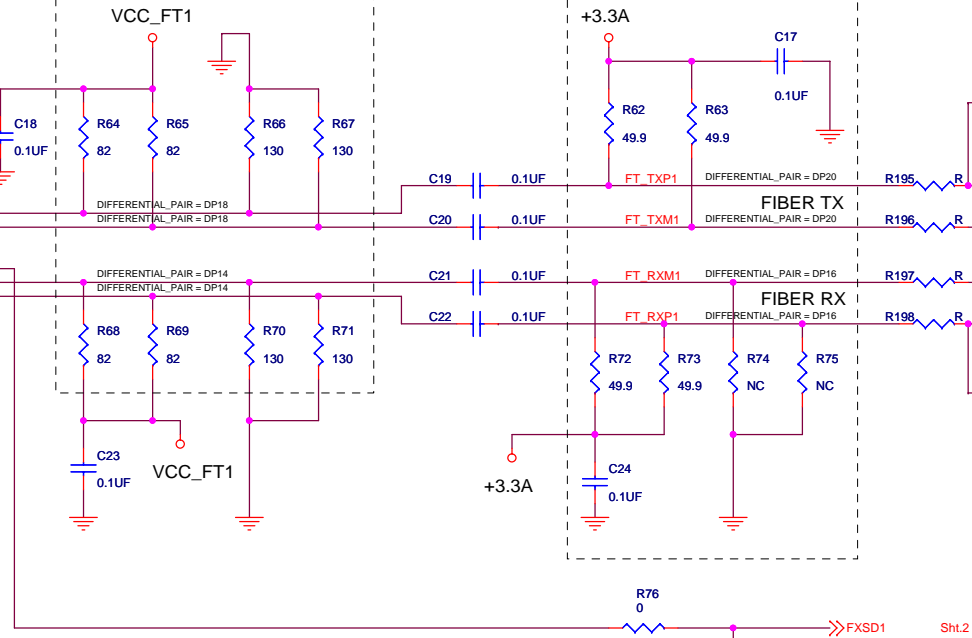 VCC_FT1
+3.3A
C17
0.1UF
C18
0.1UF
R64
82
R65
82
R66
130
R67
130
R62
49.9
R63
49.9
C19
0.1UF
FT_TXP1
DIFFERENTIAL_PAIR = DP20
R195
R
DIFFERENTIAL_PAIR = DP18
FIBER TX
DIFFERENTIAL_PAIR = DP18
C20
0.1UF
FT_TXM1
DIFFERENTIAL_PAIR = DP20
R196
R
DIFFERENTIAL_PAIR = DP14
C21
0.1UF
FT_RXM1
DIFFERENTIAL_PAIR = DP16
R197
R
DIFFERENTIAL_PAIR = DP14
FIBER RX
C22
0.1UF
FT_RXP1
DIFFERENTIAL_PAIR = DP16
R198
R
R68
82
R69
82
R70
130
R71
130
R72
49.9
R73
49.9
R74
NC
R75
NC
C23
0.1UF
VCC_FT1
+3.3A
C24
0.1UF
R76
0
FXSD1
Sht.2